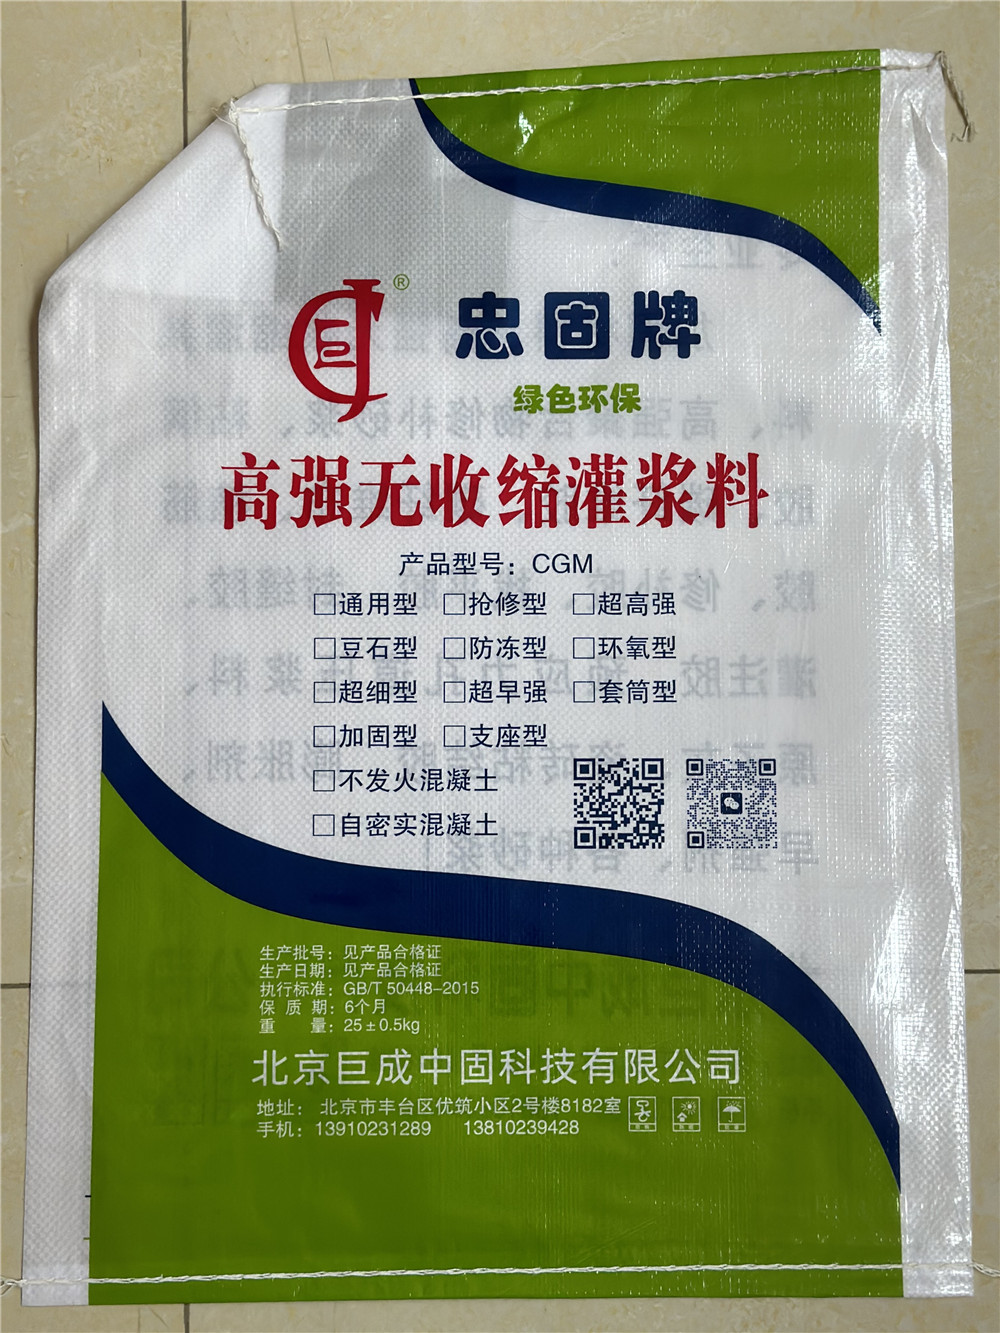 ®
忠固牌
绿色环保
高强无收缩灌浆料
产品型号：CGM
□通用型 □抢修型 □超高强
□豆石型 □防冻型 □环氧型
□超细型 □超早强 □套筒型
□加固型 □支座型
□不发火混凝土
□自密实混凝土
生产批号：见产品合格证
生产日期：见产品合格证
执行标准：GB/T 50448-2015
保 质 期：6个月
重 量：25±0.5kg
北京巨成中固科技有限公司
地址： 北京市丰台区优筑小区2号楼8182室
手机：13910231289 13810239428